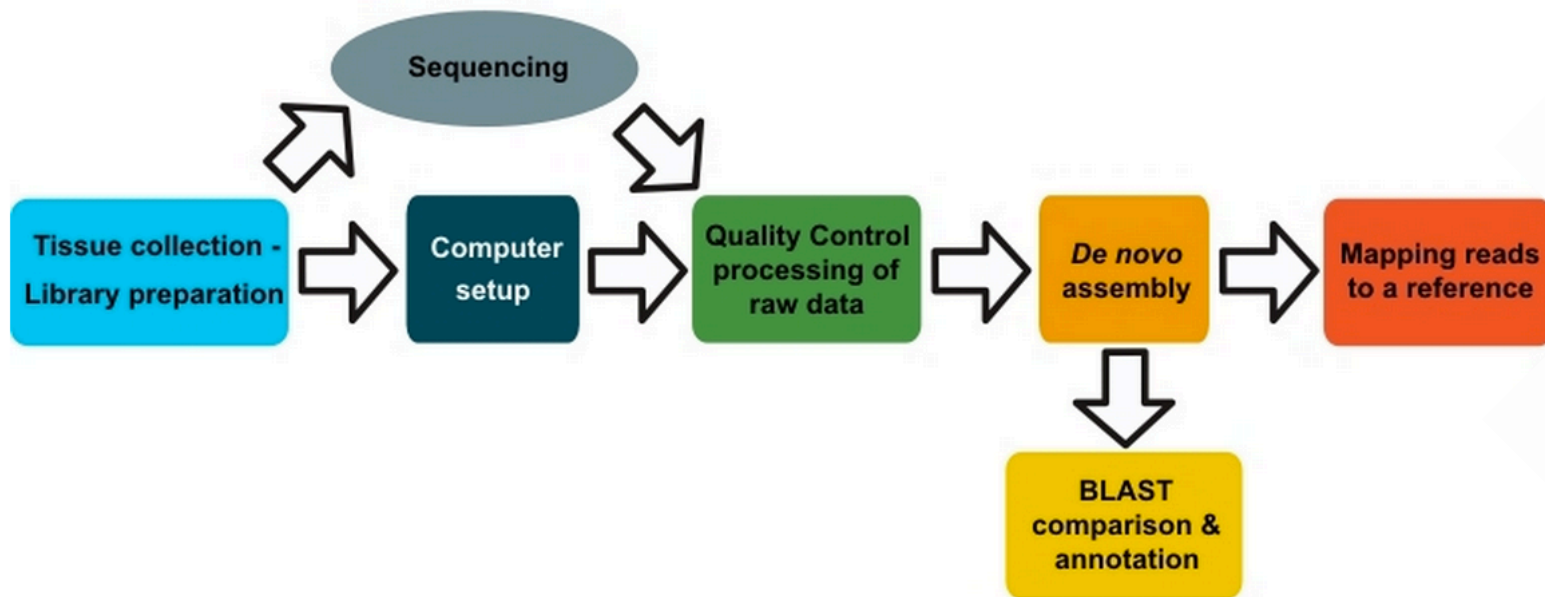 Sequencing
Tissue collection -
Library preparation
Computer
setup
Quality Control
processing of
raw data
De novo
assembly
Mapping reads
to a reference
BLAST
comparison &
annotation